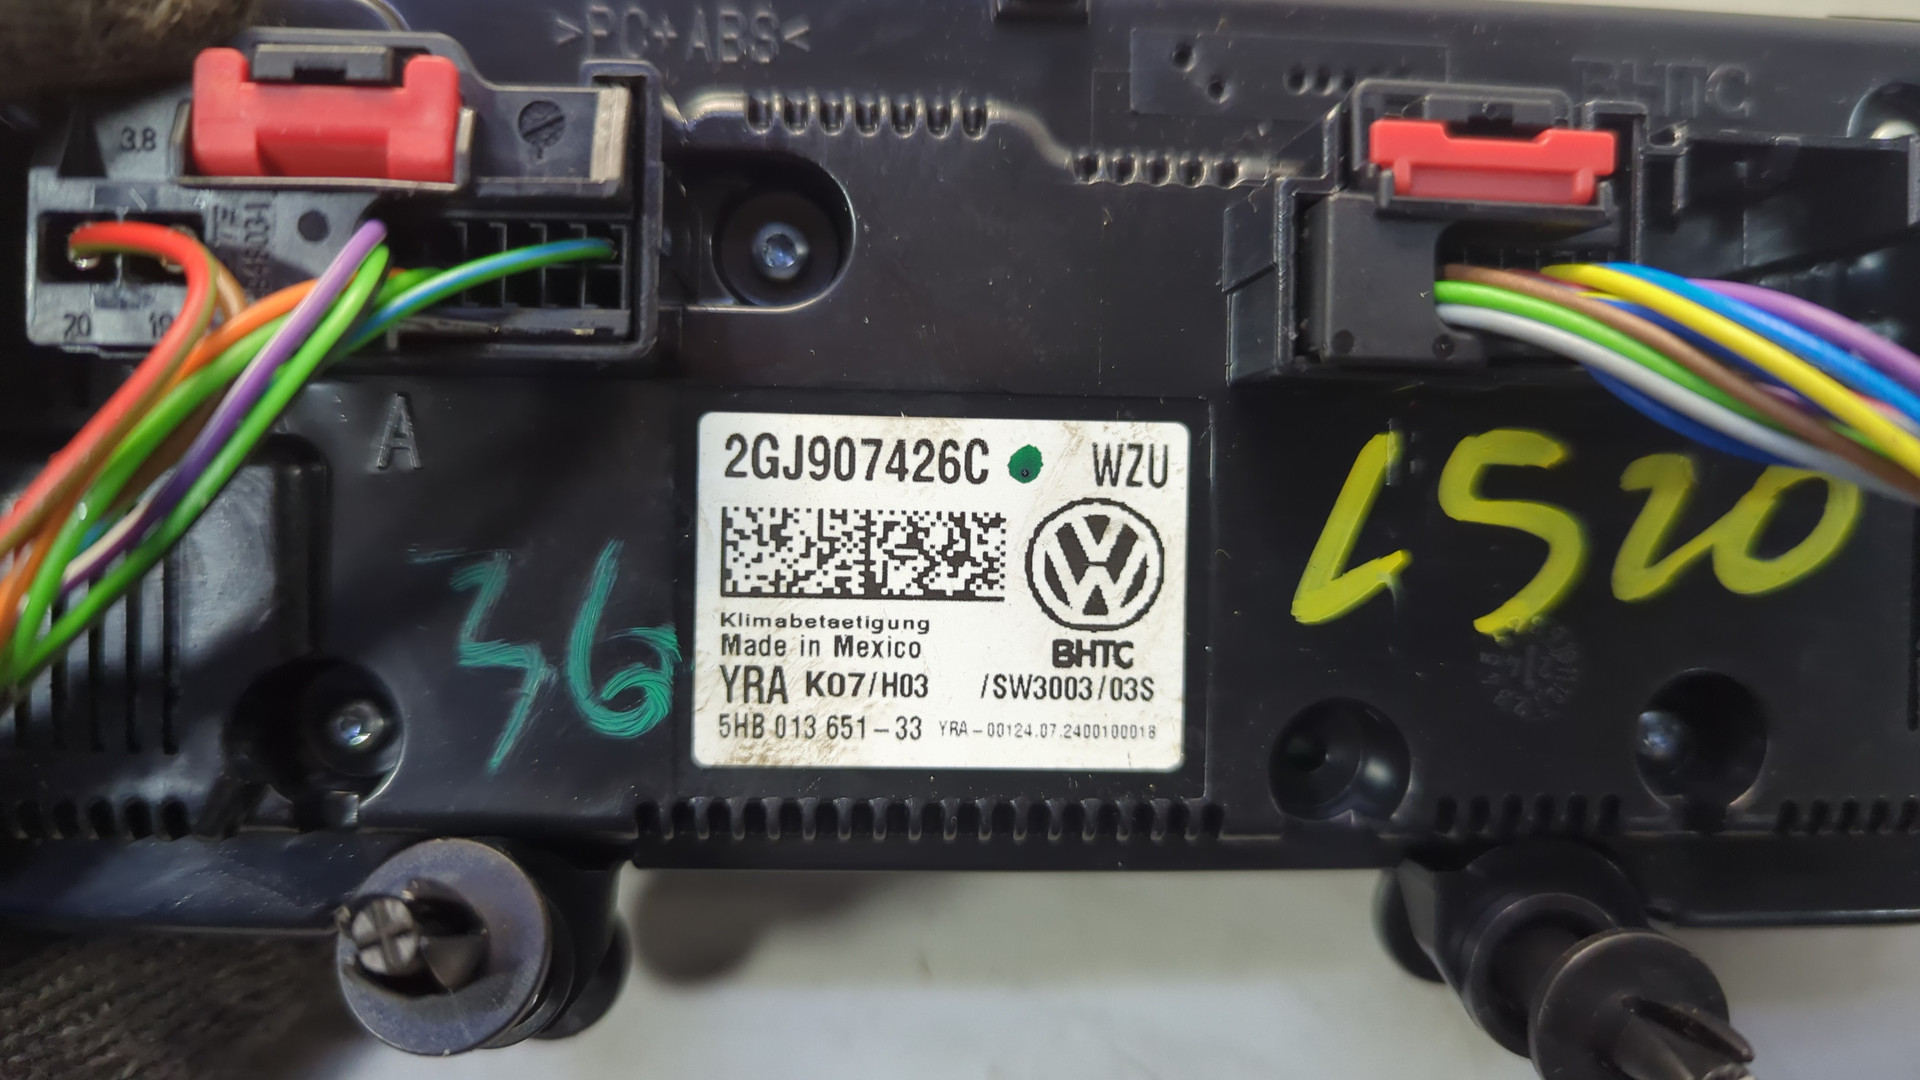 >PC+ABS<
BHTC
3.8
20 19
A
2GJ907426C WZU
Klimabetaetigung
Made in Mexico
BHTC
YRA K07/H03 /SW3003/03S
5HB 013 651-33 YRA-00124.07.2400100018
36
LS20